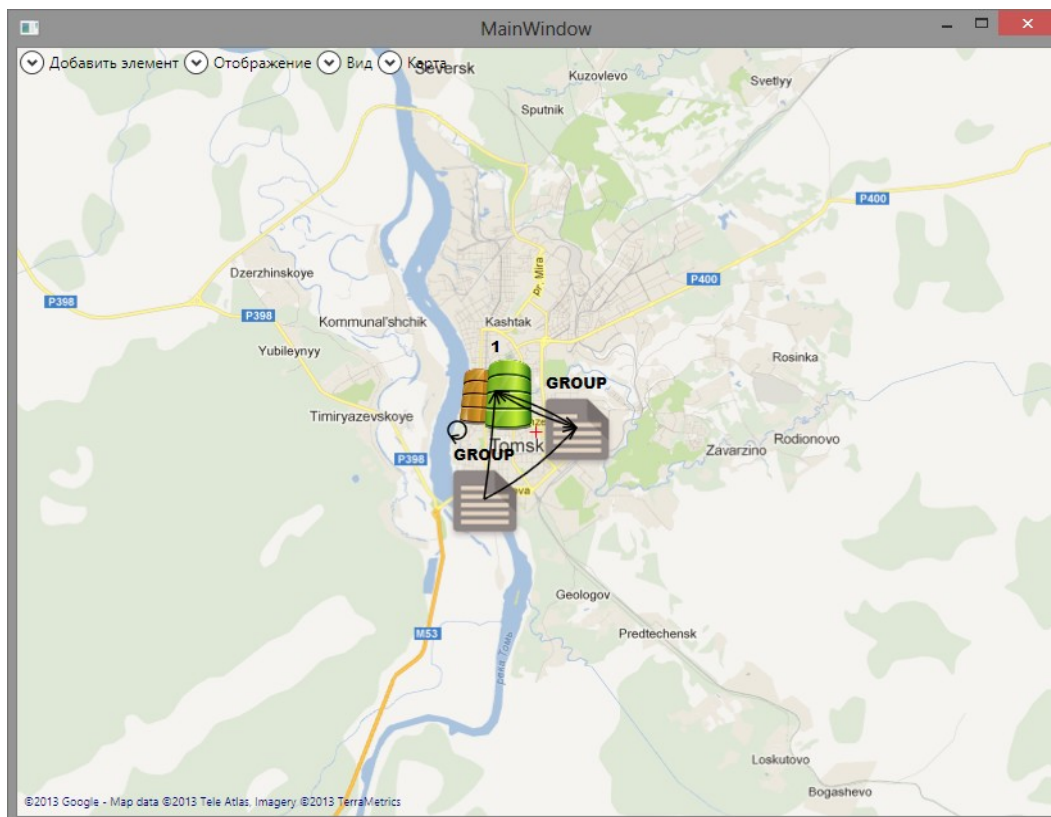 MainWindow
Добавить элемент Отображение Вид Карта
Seversk
Kuzovlevo
Svetlyy
Sputnik
P400
Dzerzhinskoye
pr. Mira
P400
P398
P398
Kommunal'shchik
Kashtak
Yubileynyy
1
Rosinka
GROUP
Timiryazevskoye
Tomsk
Rodionovo
Zavarzino
GROUP
P398
Geologov
M53
Predtechensk
река Томь
Loskutovo
Bogashevo
©2013 Google - Map data ©2013 Tele Atlas, Imagery ©2013 TerraMetrics